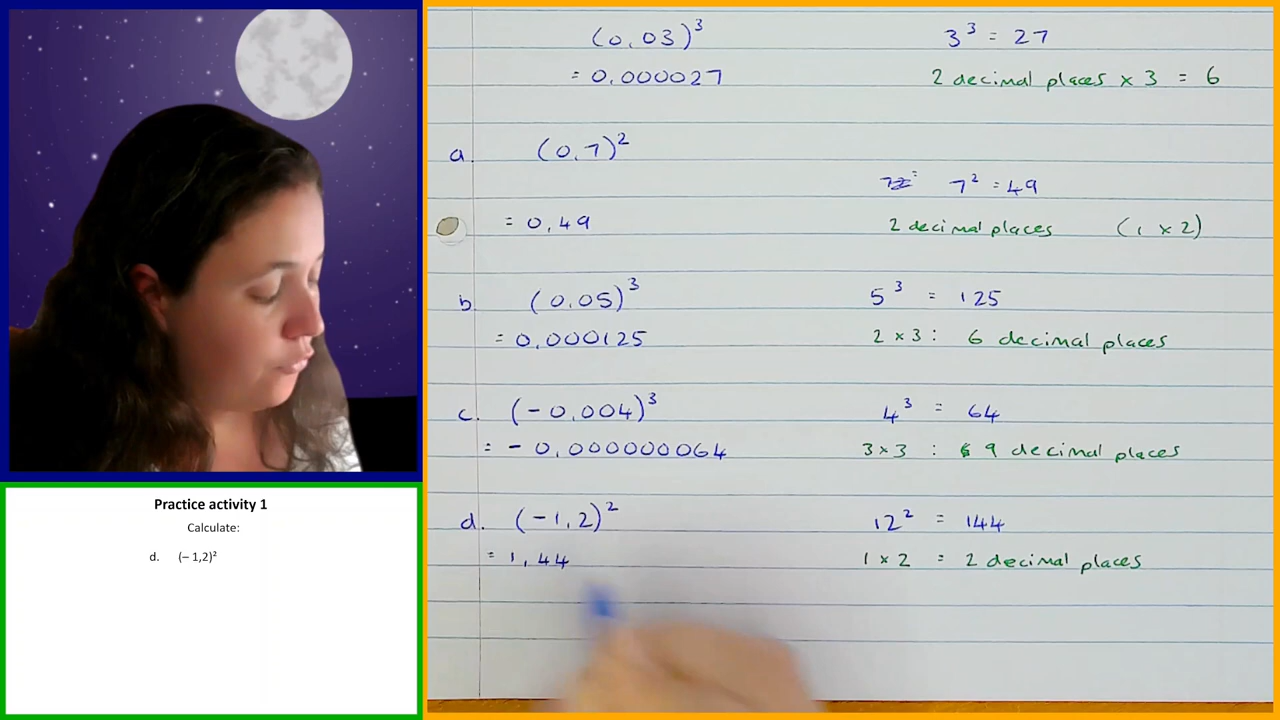 Practice activity 1
Calculate:
d. (– 1,2)²
(0,03)³ 3³ = 27
= 0,000027 2 decimal places × 3 = 6
a. (0,7)²
7² = 49
= 0,49 2 decimal places (1 × 2)
b. (0,05)³ 5³ = 125
= 0,000125 2 × 3 : 6 decimal places
c. (-0,004)³ 4³ = 64
= - 0,000000064 3 × 3 : 9 decimal places
d. (-1,2)² 12² = 144
= 1,44 1 × 2 = 2 decimal places